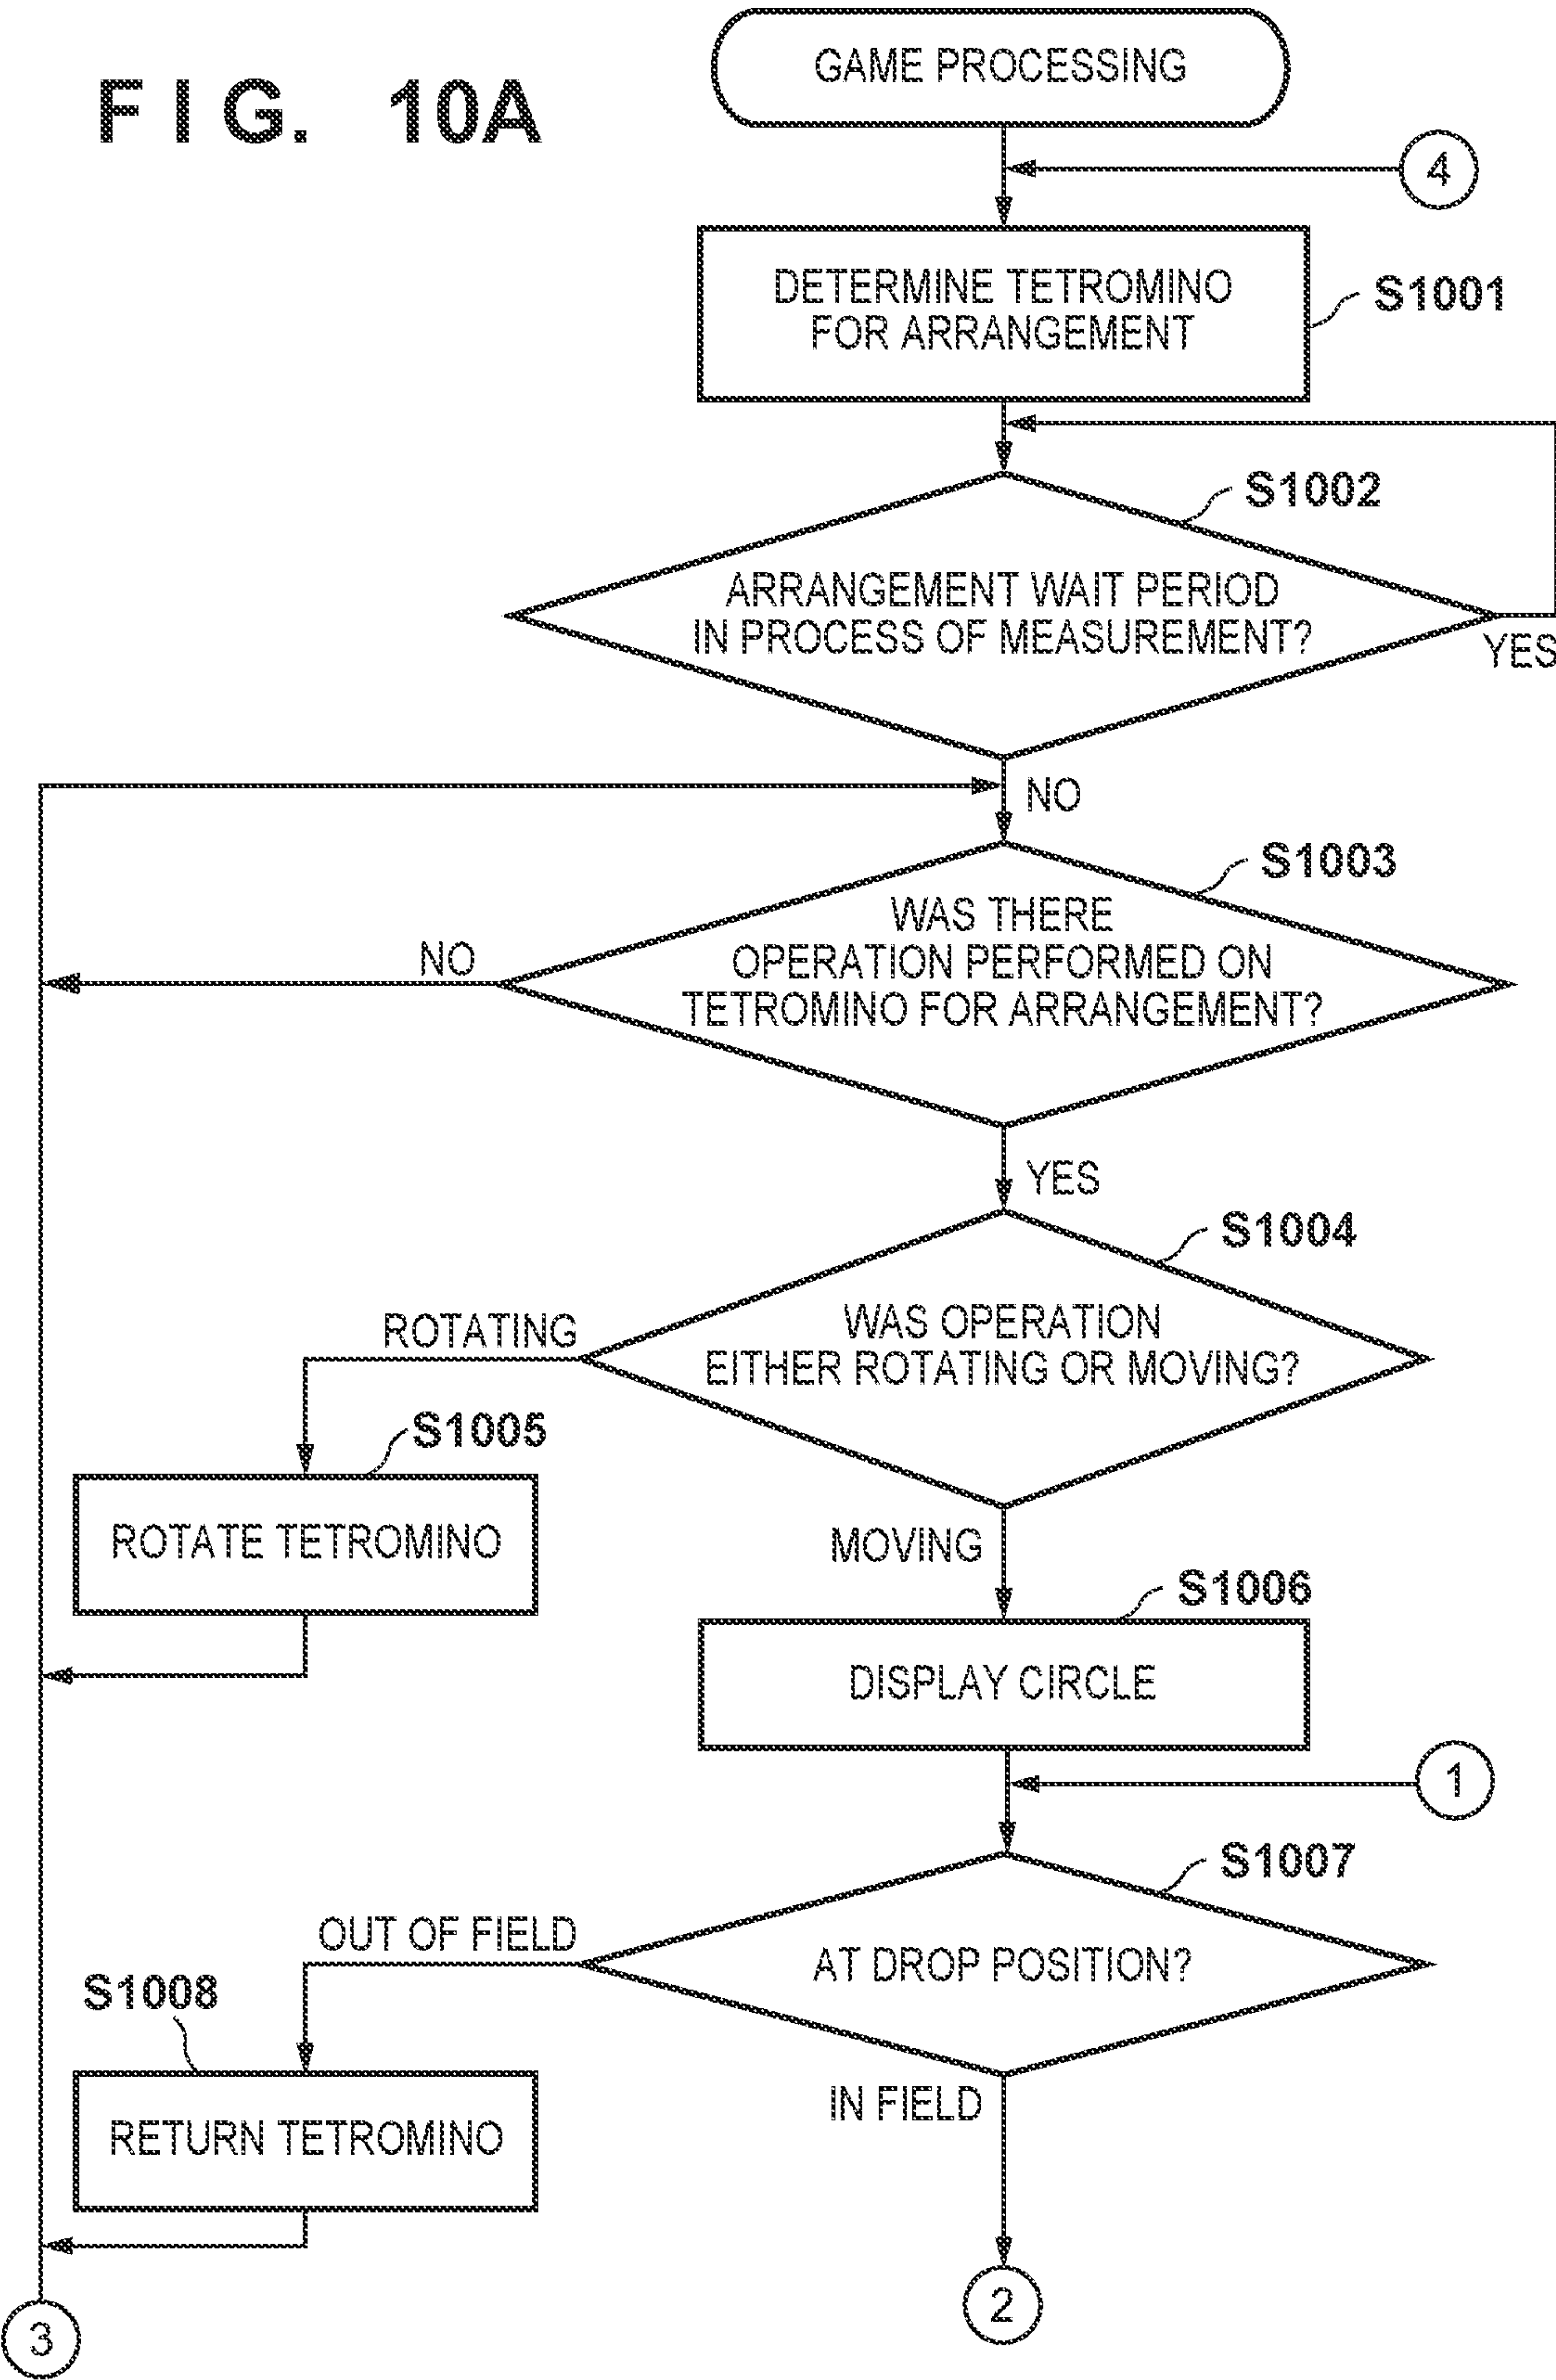 FIG. 10A
GAME PROCESSING
4
DETERMINE TETROMINO
FOR ARRANGEMENT
S1001
S1002
ARRANGEMENT WAIT PERIOD
IN PROCESS OF MEASUREMENT?
YES
NO
S1003
WAS THERE
OPERATION PERFORMED ON
TETROMINO FOR ARRANGEMENT?
NO
YES
S1004
WAS OPERATION
EITHER ROTATING OR MOVING?
ROTATING
S1005
ROTATE TETROMINO
MOVING
S1006
DISPLAY CIRCLE
1
S1007
AT DROP POSITION?
OUT OF FIELD
S1008
RETURN TETROMINO
IN FIELD
2
3